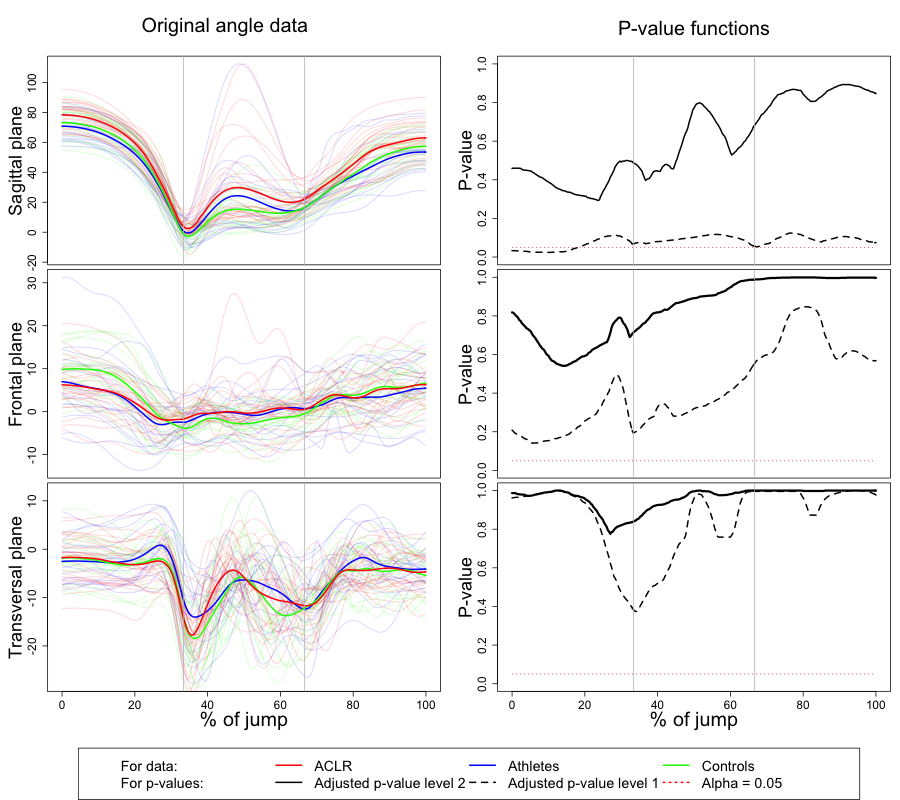 Original angle data
P-value functions
Sagittal plane
-20 0 20 40 60 80 100
P-value
0.0 0.2 0.4 0.6 0.8 1.0
Frontal plane
-10 0 10 20 30
P-value
0.0 0.2 0.4 0.6 0.8 1.0
Transversal plane
-20 -10 0 10
P-value
0.0 0.2 0.4 0.6 0.8 1.0
0 20 40 60 80 100
% of jump
0 20 40 60 80 100
% of jump
For data: ACLR Athletes Controls
For p-values: Adjusted p-value level 2 Adjusted p-value level 1 Alpha = 0.05